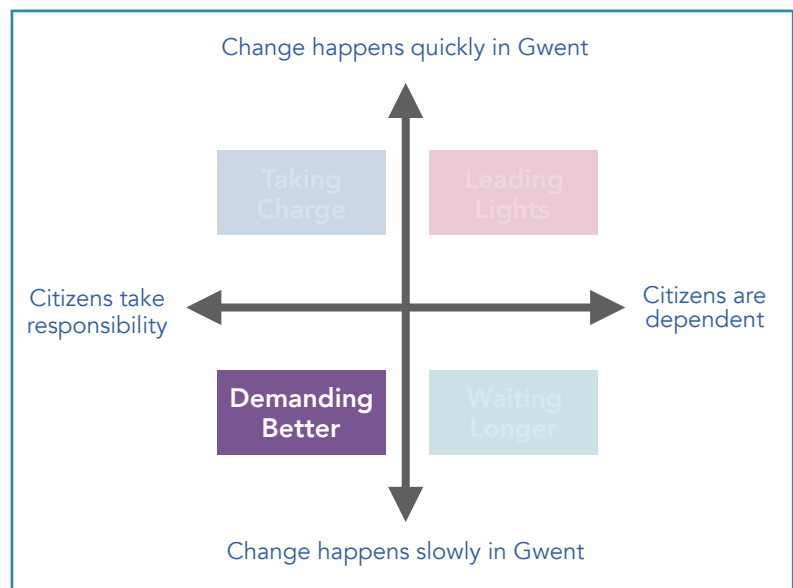 Change happens quickly in Gwent
Taking
Charge
Leading
Lights
Citizens take
responsibility
Citizens are
dependent
Demanding
Better
Waiting
Longer
Change happens slowly in Gwent